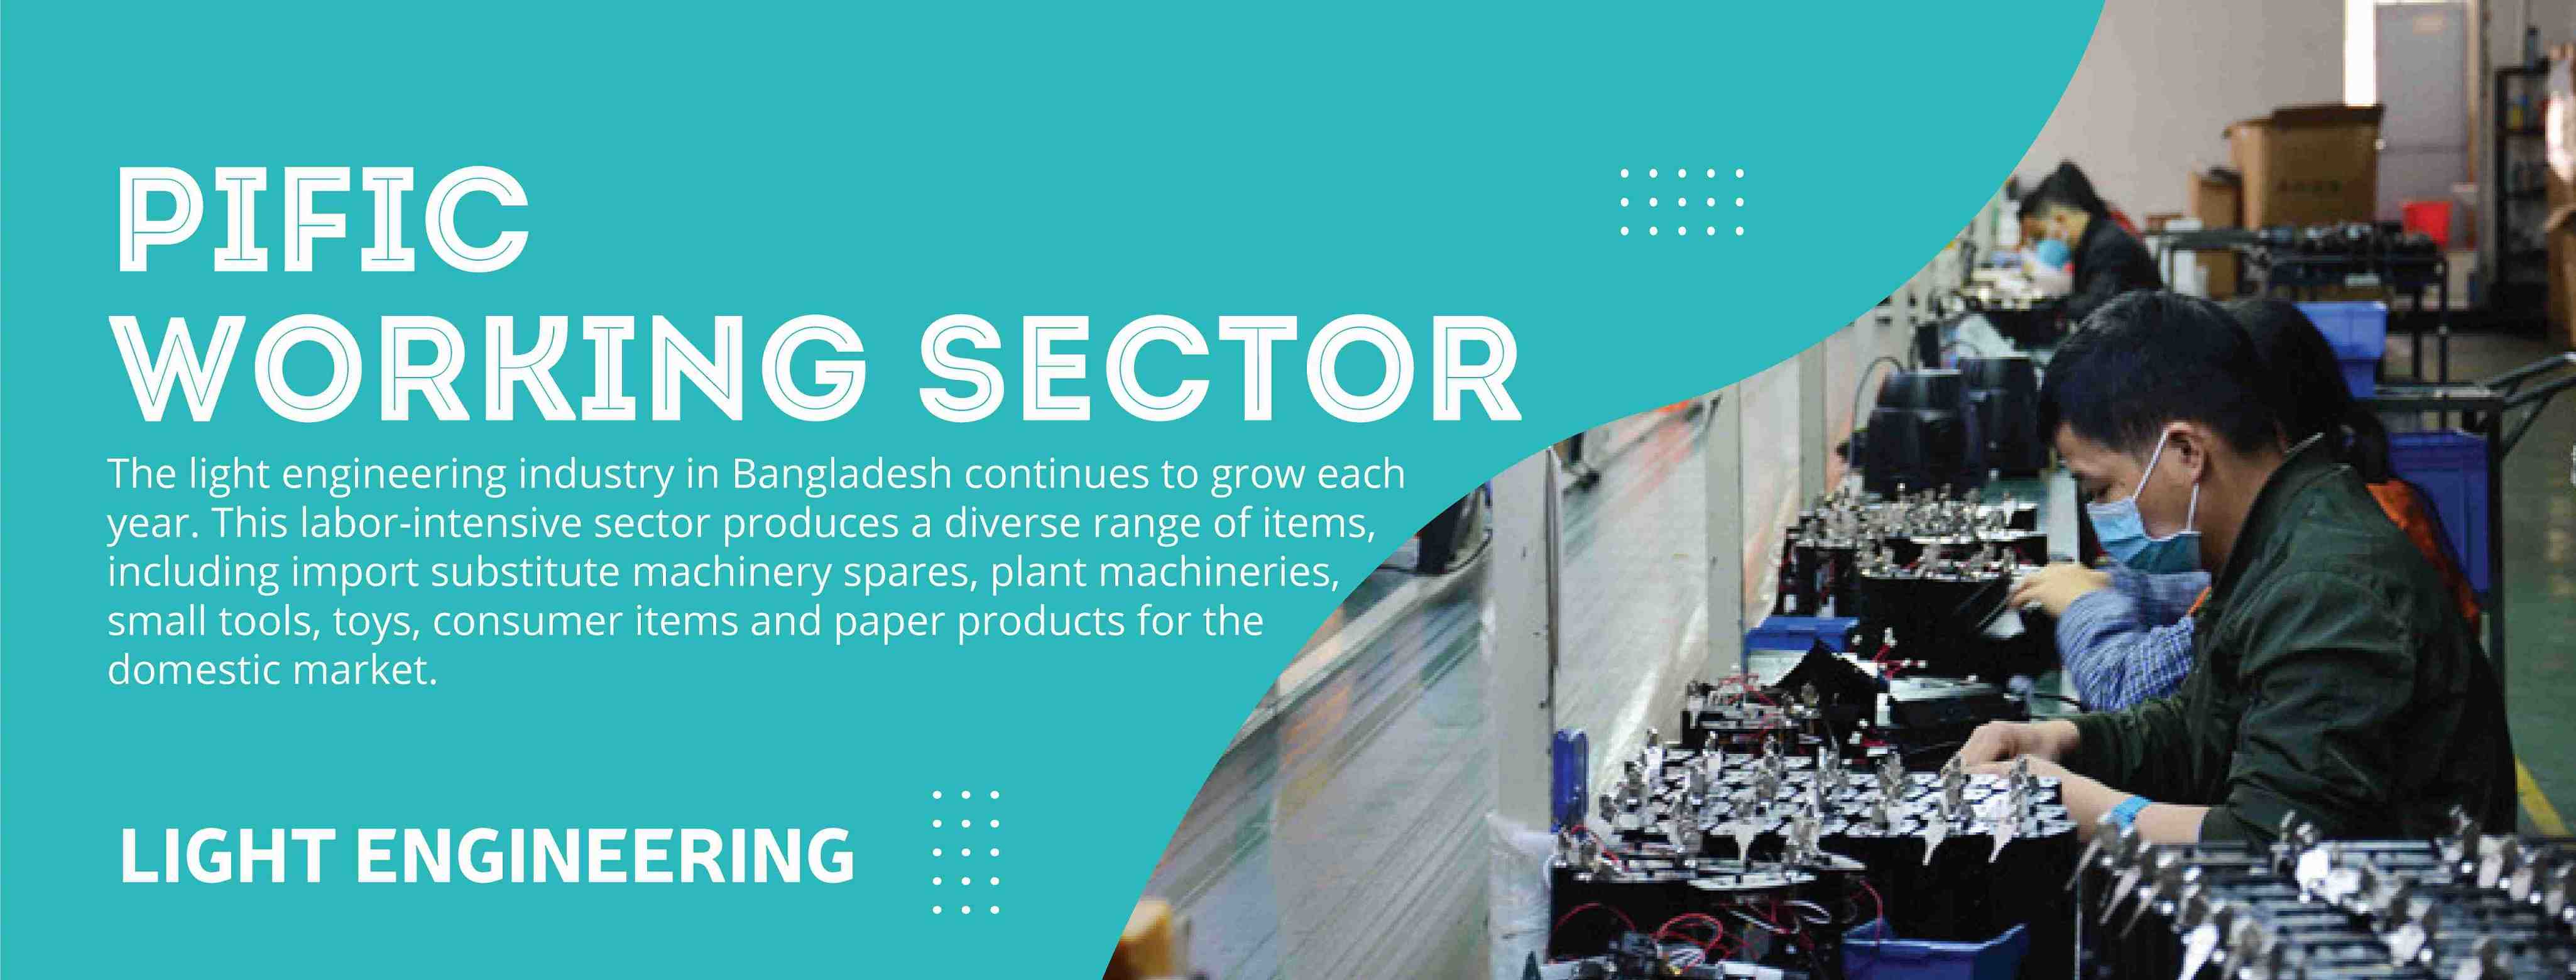 PIFIC
WORKING SECTOR
The light engineering industry in Bangladesh continues to grow each
year. This labor-intensive sector produces a diverse range of items,
including import substitute machinery spares, plant machineries,
small tools, toys, consumer items and paper products for the
domestic market.
LIGHT ENGINEERING